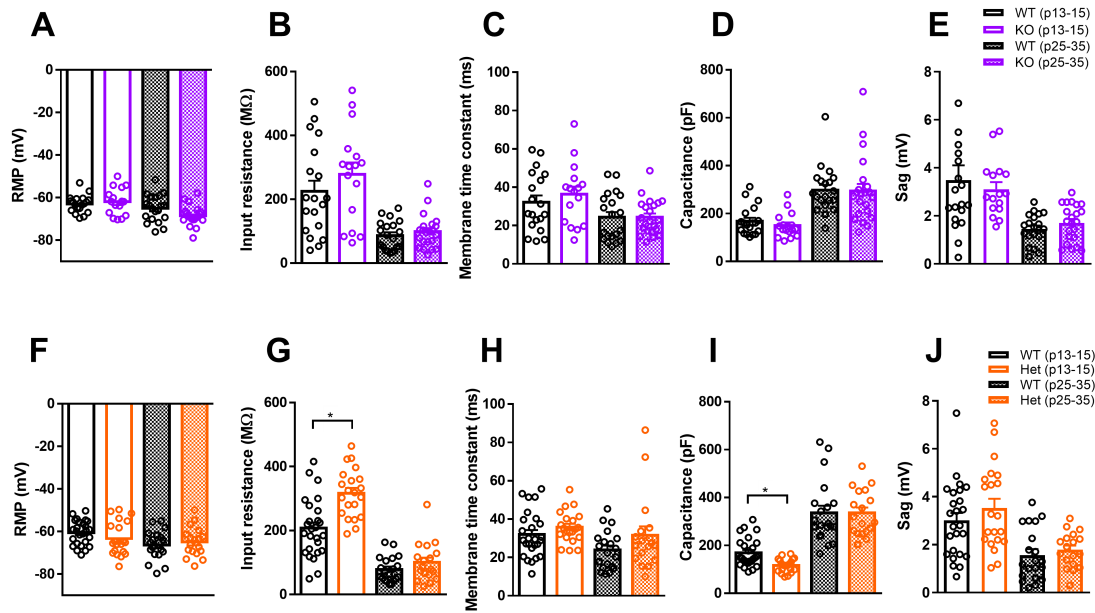 A
B
C
D
E
WT (p13-15)
KO (p13-15)
WT (p25-35)
KO (p25-35)
RMP (mV)
0
-20
-40
-60
-80
Input resistance (MΩ)
600
400
200
0
Membrane time constant (ms)
100
80
60
40
20
0
Capacitance (pF)
800
600
400
200
0
Sag (mV)
8
6
4
2
0
F
G
H
I
J
WT (p13-15)
Het (p13-15)
WT (p25-35)
Het (p25-35)
RMP (mV)
0
-20
-40
-60
-80
Input resistance (MΩ)
600
400
200
0
*
Membrane time constant (ms)
100
80
60
40
20
0
Capacitance (pF)
800
600
400
200
0
*
Sag (mV)
8
6
4
2
0